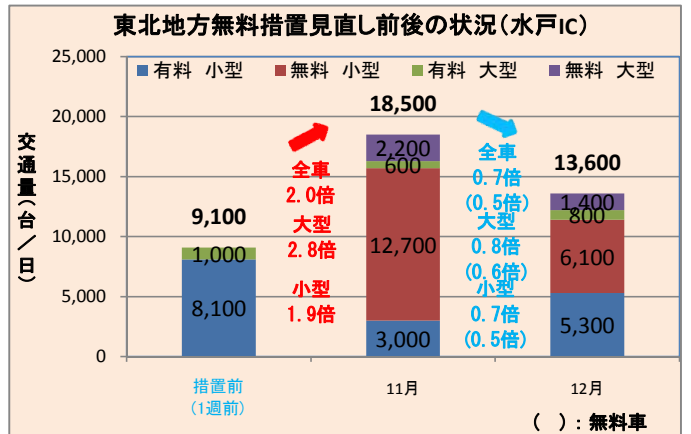 東北地方無料措置見直し前後の状況(水戸IC)
25,000
20,000
15,000
10,000
5,000
0
交通量(台/日)
有料 小型
無料 小型
有料 大型
無料 大型
9,100
1,000
8,100
全車
2.0倍
大型
2.8倍
小型
1.9倍
18,500
2,200
600
12,700
3,000
全車
0.7倍
(0.5倍)
大型
0.8倍
(0.6倍)
小型
0.7倍
(0.5倍)
13,600
1,400
800
6,100
5,300
措置前
(1週前)
11月
12月
( ):無料車